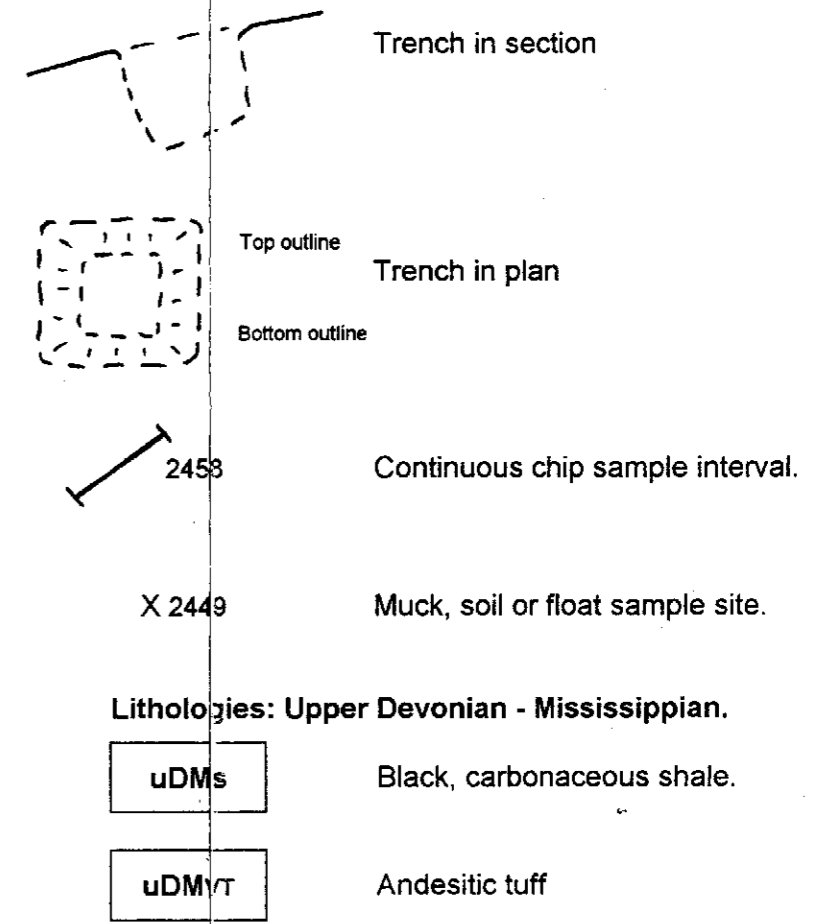 Trench in section
Top outline
Trench in plan
Bottom outline
2458 Continuous chip sample interval.
X 2449 Muck, soil or float sample site.
Lithologies: Upper Devonian - Mississippian.
uDMs Black, carbonaceous shale.
uDMVT Andesitic tuff